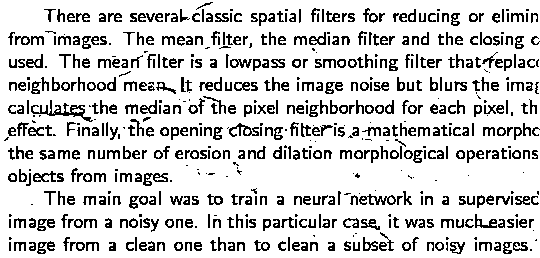 There are several classic spatial filters for reducing or elimin
from images. The mean filter, the median filter and the closing o
used. The mean filter is a lowpass or smoothing filter that replac
neighborhood mean. It reduces the image noise but blurs the imag
calculates the median of the pixel neighborhood for each pixel, th
effect. Finally, the opening closing filter is a mathematical morpho
the same number of erosion and dilation morphological operations
objects from images.
The main goal was to train a neural network in a supervised
image from a noisy one. In this particular case, it was much easier
image from a clean one than to clean a subset of noisy images.